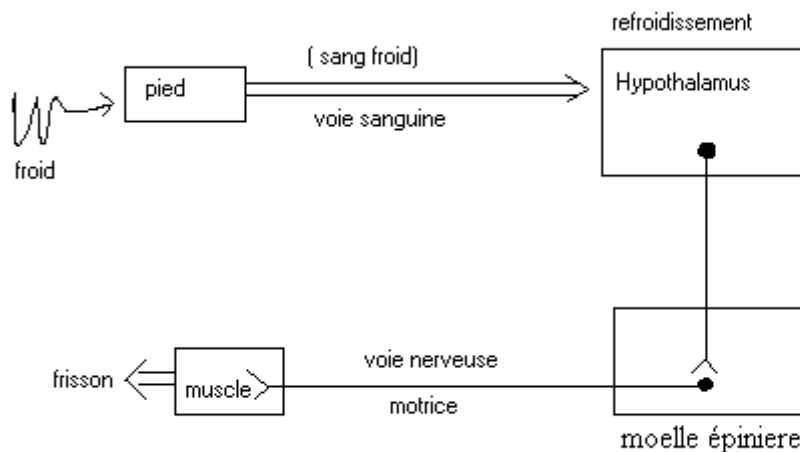 refroidissement
( sang froid)
pied
Hypothalamus
voie sanguine
froid
voie nerveuse
frisson
muscle
motrice
moelle épiniere